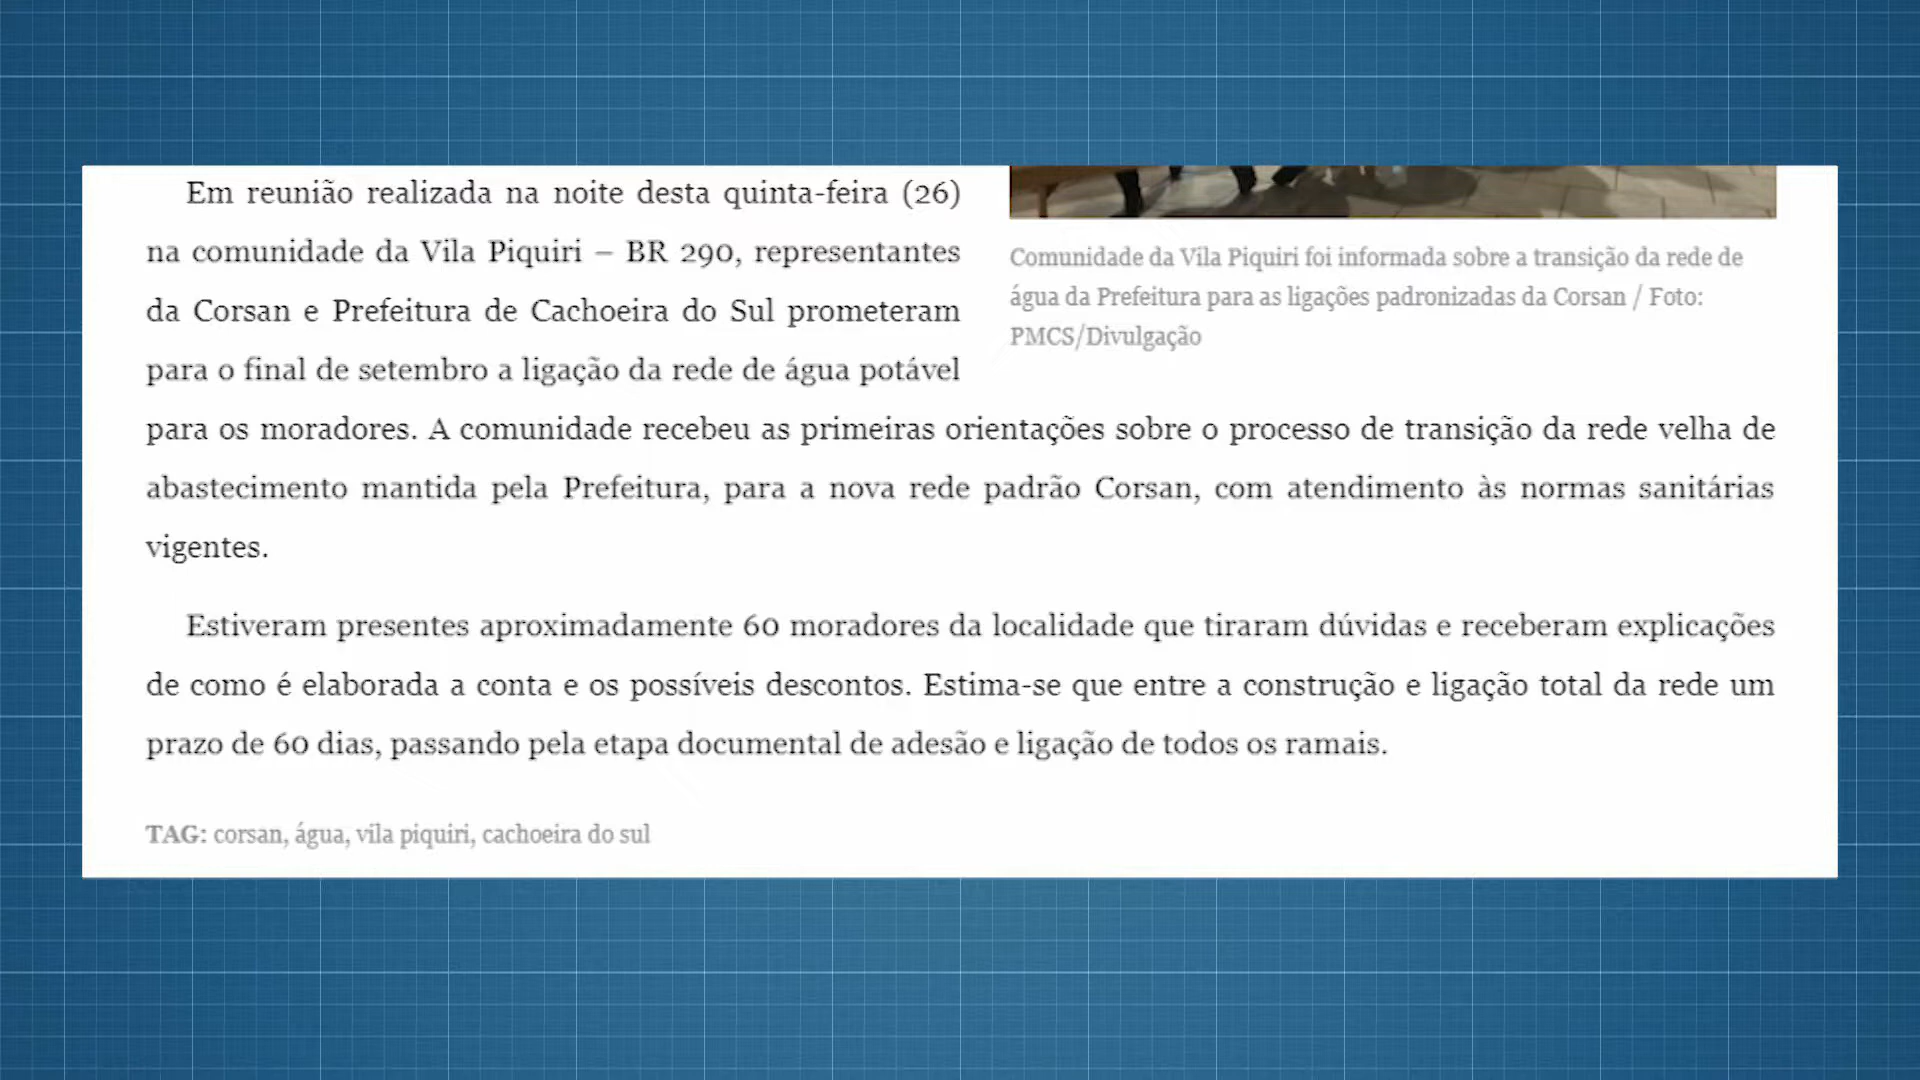 Em reunião realizada na noite desta quinta-feira (26)
na comunidade da Vila Piquiri – BR 290, representantes
da Corsan e Prefeitura de Cachoeira do Sul prometeram
para o final de setembro a ligação da rede de água potável
para os moradores. A comunidade recebeu as primeiras orientações sobre o processo de transição da rede velha de
abastecimento mantida pela Prefeitura, para a nova rede padrão Corsan, com atendimento às normas sanitárias
vigentes.
Comunidade da Vila Piquiri foi informada sobre a transição da rede de
água da Prefeitura para as ligações padronizadas da Corsan / Foto:
PMCS/Divulgação
Estiveram presentes aproximadamente 60 moradores da localidade que tiraram dúvidas e receberam explicações
de como é elaborada a conta e os possíveis descontos. Estima-se que entre a construção e ligação total da rede um
prazo de 60 dias, passando pela etapa documental de adesão e ligação de todos os ramais.
TAG: corsan, água, vila piquiri, cachoeira do sul